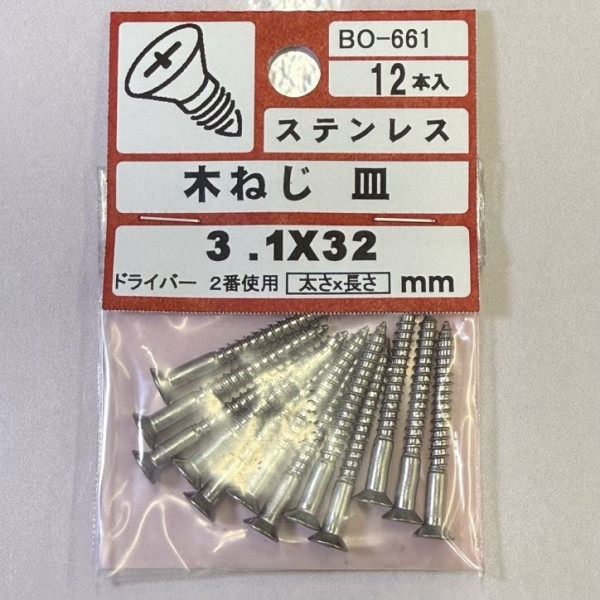 BO-661
12本入
ステンレス
木ねじ 皿
3.1X32
ドライバー 2番使用 太さx長さ mm